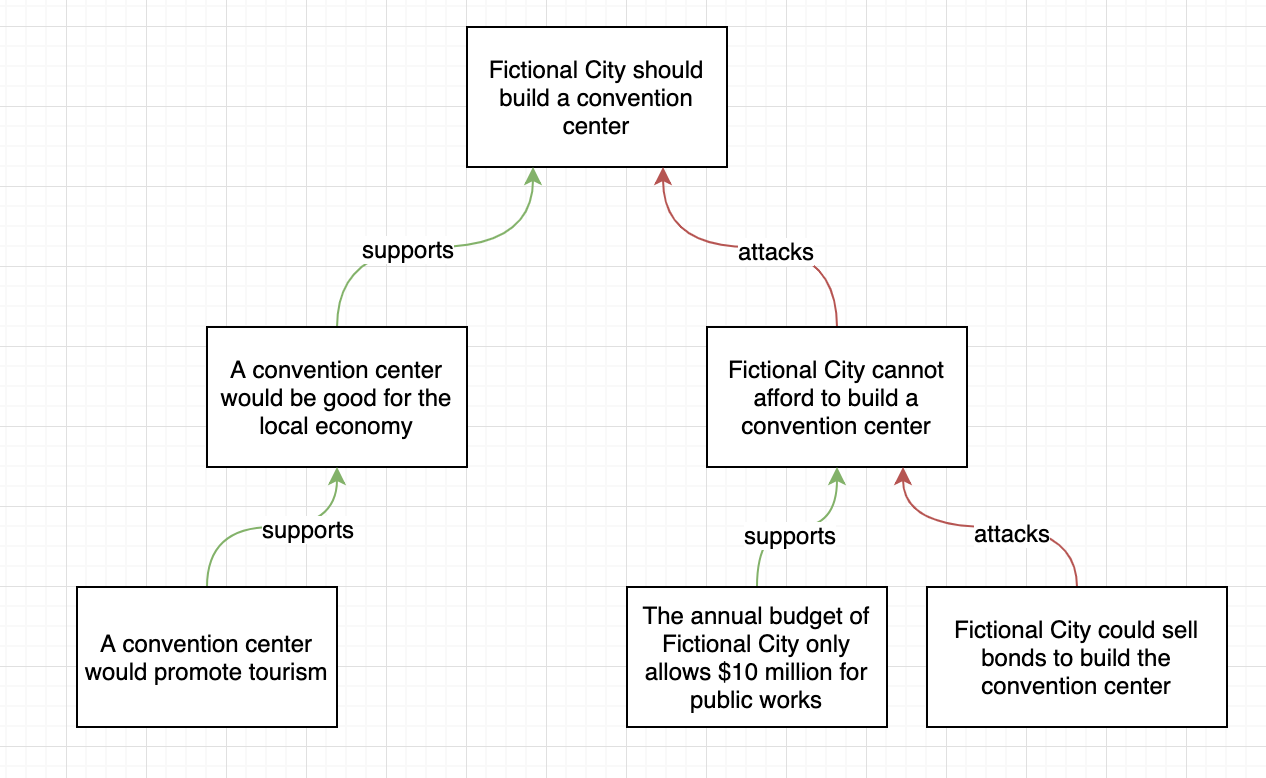 Fictional City should
build a convention
center
supports
attacks
A convention center
would be good for the
local economy
Fictional City cannot
afford to build a
convention center
supports
supports
attacks
A convention center
would promote tourism
The annual budget of
Fictional City only
allows $10 million for
public works
Fictional City could sell
bonds to build the
convention center